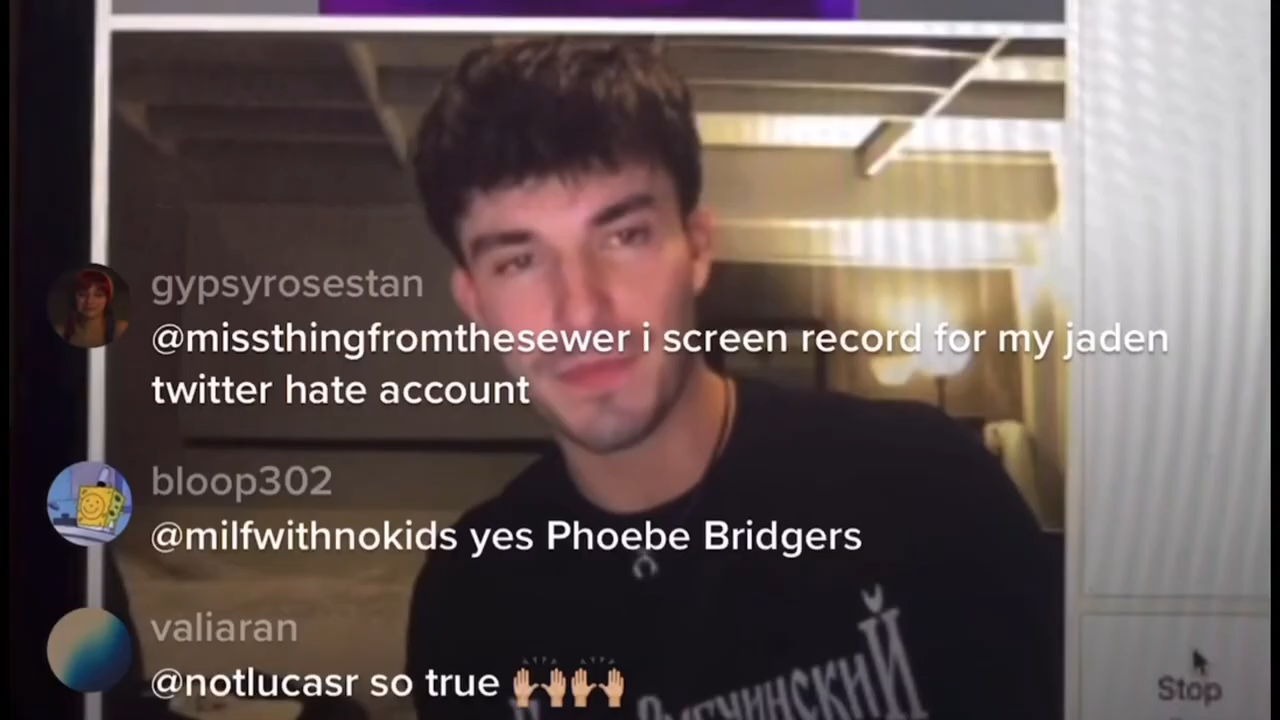 gypsyrosestan
@missthingfromthesewer i screen record for my jaden
twitter hate account
bloop302
@milfwithnokids yes Phoebe Bridgers
valiaran
@notlucasr so true 🙌🏼🙌🏼
Stop